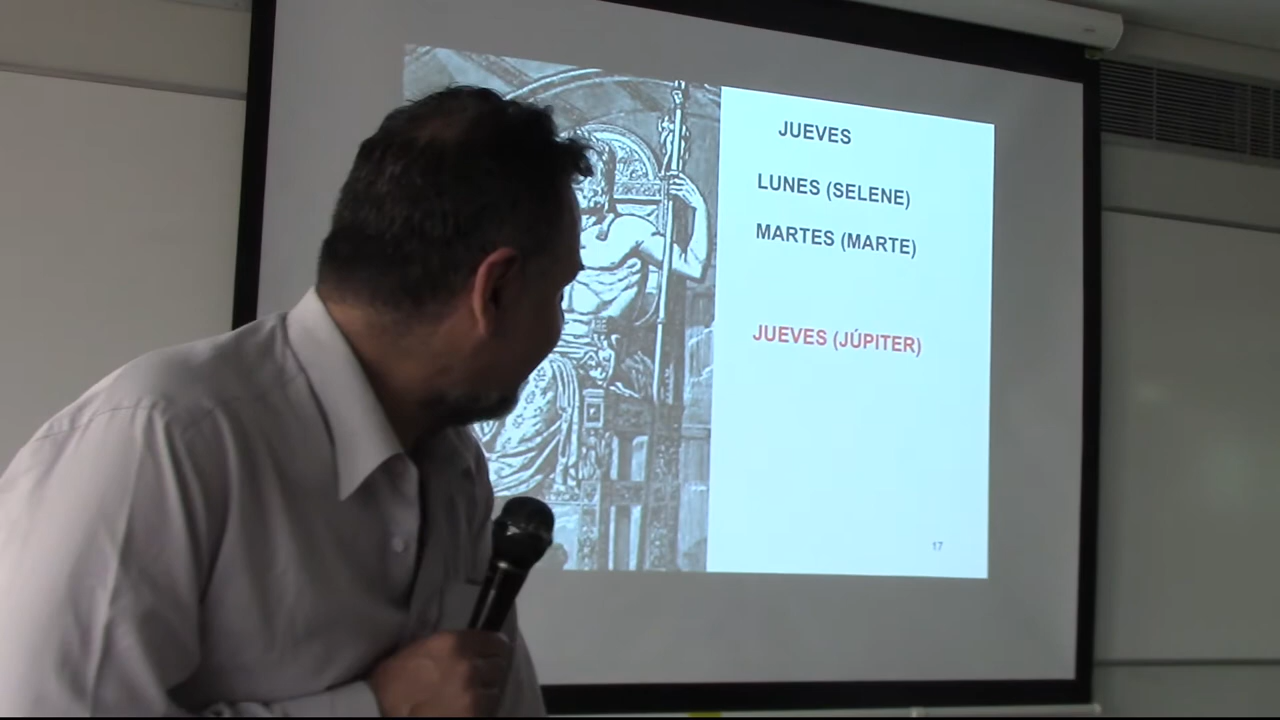 JUEVES
LUNES (SELENE)
MARTES (MARTE)
JUEVES (JÚPITER)
17